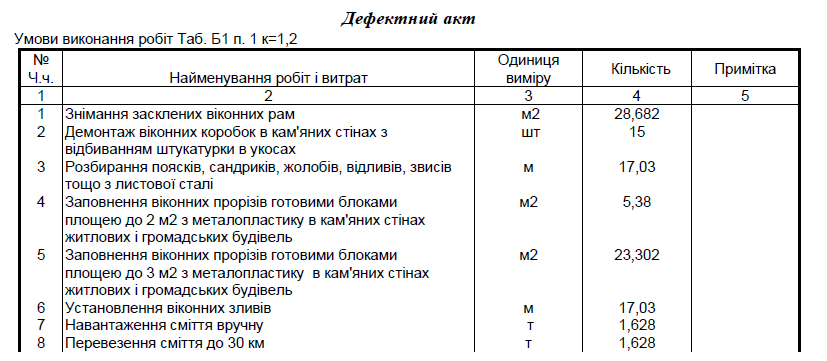 Дефектний акт
Умови виконання робіт Таб. Б1 п. 1 к=1,2
№ Ч.ч. Найменування робіт і витрат Одиниця виміру Кількість Примітка
1 2 3 4 5
1 Знімання засклених віконних рам м2 28,682
2 Демонтаж віконних коробок в кам'яних стінах з шт 15
відбиванням штукатурки в укосах
3 Розбирання поясків, сандриків, жолобів, відливів, звисів м 17,03
тощо з листової сталі
4 Заповнення віконних прорізів готовими блоками м2 5,38
площею до 2 м2 з металопластику в кам'яних стінах
житлових і громадських будівель
5 Заповнення віконних прорізів готовими блоками м2 23,302
площею до 3 м2 з металопластику в кам'яних стінах
житлових і громадських будівель
6 Установлення віконних зливів м 17,03
7 Навантаження сміття вручну т 1,628
8 Перевезення сміття до 30 км т 1,628